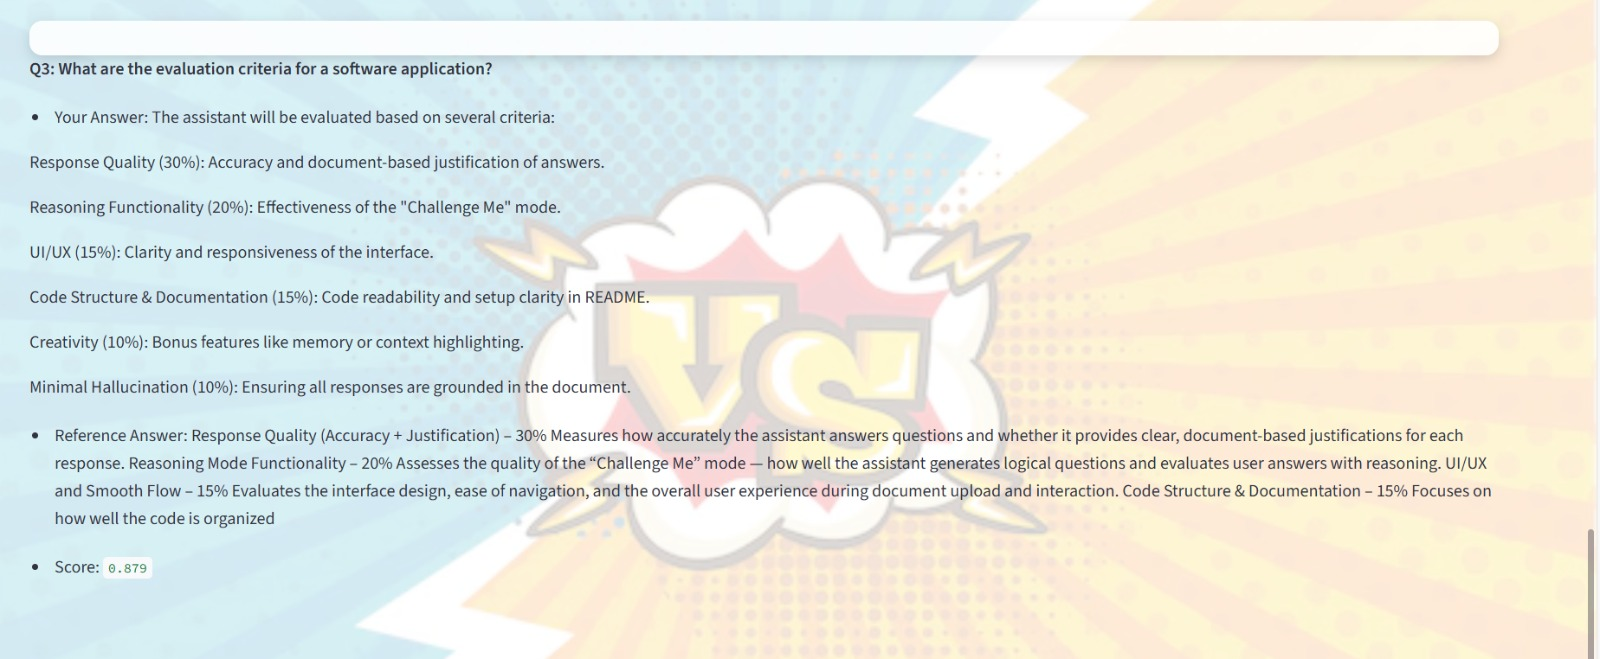 Q3: What are the evaluation criteria for a software application?
Your Answer: The assistant will be evaluated based on several criteria:
Response Quality (30%): Accuracy and document-based justification of answers.
Reasoning Functionality (20%): Effectiveness of the "Challenge Me" mode.
UI/UX (15%): Clarity and responsiveness of the interface.
Code Structure & Documentation (15%): Code readability and setup clarity in README.
Creativity (10%): Bonus features like memory or context highlighting.
Minimal Hallucination (10%): Ensuring all responses are grounded in the document.
Reference Answer: Response Quality (Accuracy + Justification) – 30% Measures how accurately the assistant answers questions and whether it provides clear, document-based justifications for each
response. Reasoning Mode Functionality – 20% Assesses the quality of the “Challenge Me” mode — how well the assistant generates logical questions and evaluates user answers with reasoning. UI/UX
and Smooth Flow – 15% Evaluates the interface design, ease of navigation, and the overall user experience during document upload and interaction. Code Structure & Documentation – 15% Focuses on
how well the code is organized
Score: 0.879
VS